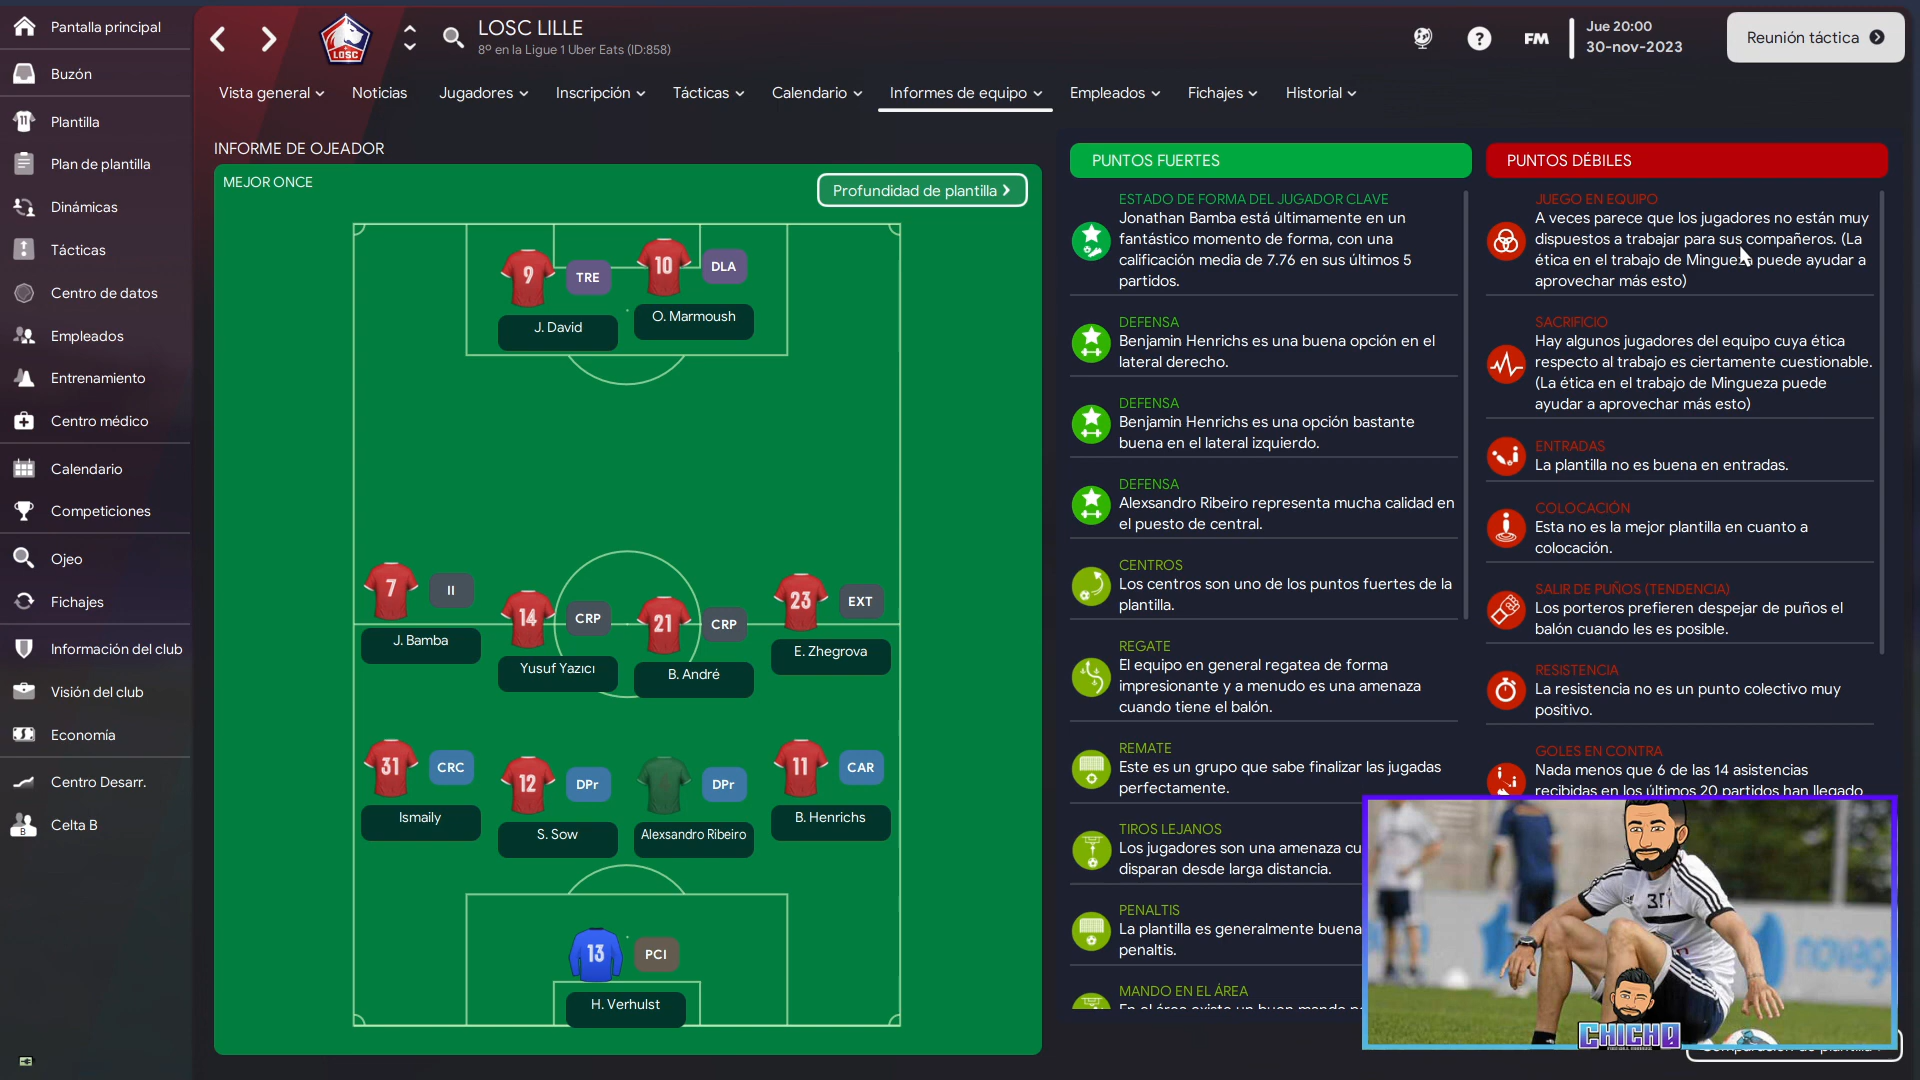 Pantalla principal
Buzón
Plantilla
Plan de plantilla
Dinámicas
Tácticas
Centro de datos
Empleados
Entrenamiento
Centro médico
Calendario
Competiciones
Ojeo
Fichajes
Información del club
Visión del club
Economía
Centro Desarr.
Celta B
LOSC
LOSC LILLE
8º en la Ligue 1 Uber Eats (ID:858)
FM
Jue 20:00
30-nov-2023
Reunión táctica
Vista general
Noticias
Jugadores
Inscripción
Tácticas
Calendario
Informes de equipo
Empleados
Fichajes
Historial
INFORME DE OJEADOR
MEJOR ONCE
Profundidad de plantilla
9
TRE
J. David
10
DLA
O. Marmoush
7
II
J. Bamba
14
CRP
Yusuf Yazıcı
21
CRP
B. André
23
EXT
E. Zhegrova
31
CRC
Ismaily
12
DPr
S. Sow
DPr
Alexsandro Ribeiro
11
CAR
B. Henrichs
13
PCI
H. Verhulst
PUNTOS FUERTES
ESTADO DE FORMA DEL JUGADOR CLAVE
Jonathan Bamba está últimamente en un
fantástico momento de forma, con una
calificación media de 7.76 en sus últimos 5
partidos.
DEFENSA
Benjamin Henrichs es una buena opción en el
lateral derecho.
DEFENSA
Benjamin Henrichs es una opción bastante
buena en el lateral izquierdo.
DEFENSA
Alexsandro Ribeiro representa mucha calidad en
el puesto de central.
CENTROS
Los centros son uno de los puntos fuertes de la
plantilla.
REGATE
El equipo en general regatea de forma
impresionante y a menudo es una amenaza
cuando tiene el balón.
REMATE
Este es un grupo que sabe finalizar las jugadas
perfectamente.
TIROS LEJANOS
Los jugadores son una amenaza cu
disparan desde larga distancia.
PENALTIS
La plantilla es generalmente buena
penaltis.
MANDO EN EL ÁREA
En el área existe un buen mando
PUNTOS DÉBILES
JUEGO EN EQUIPO
A veces parece que los jugadores no están muy
dispuestos a trabajar para sus compañeros. (La
ética en el trabajo de Mingueza puede ayudar a
aprovechar más esto)
SACRIFICIO
Hay algunos jugadores del equipo cuya ética
respecto al trabajo es ciertamente cuestionable.
(La ética en el trabajo de Mingueza puede
ayudar a aprovechar más esto)
ENTRADAS
La plantilla no es buena en entradas.
COLOCACIÓN
Esta no es la mejor plantilla en cuanto a
colocación.
SALIR DE PUÑOS (TENDENCIA)
Los porteros prefieren despejar de puños el
balón cuando les es posible.
RESISTENCIA
La resistencia no es un punto colectivo muy
positivo.
GOLES EN CONTRA
Nada menos que 6 de las 14 asistencias
recibidas en los últimos 20 partidos han llegado
CHICHO